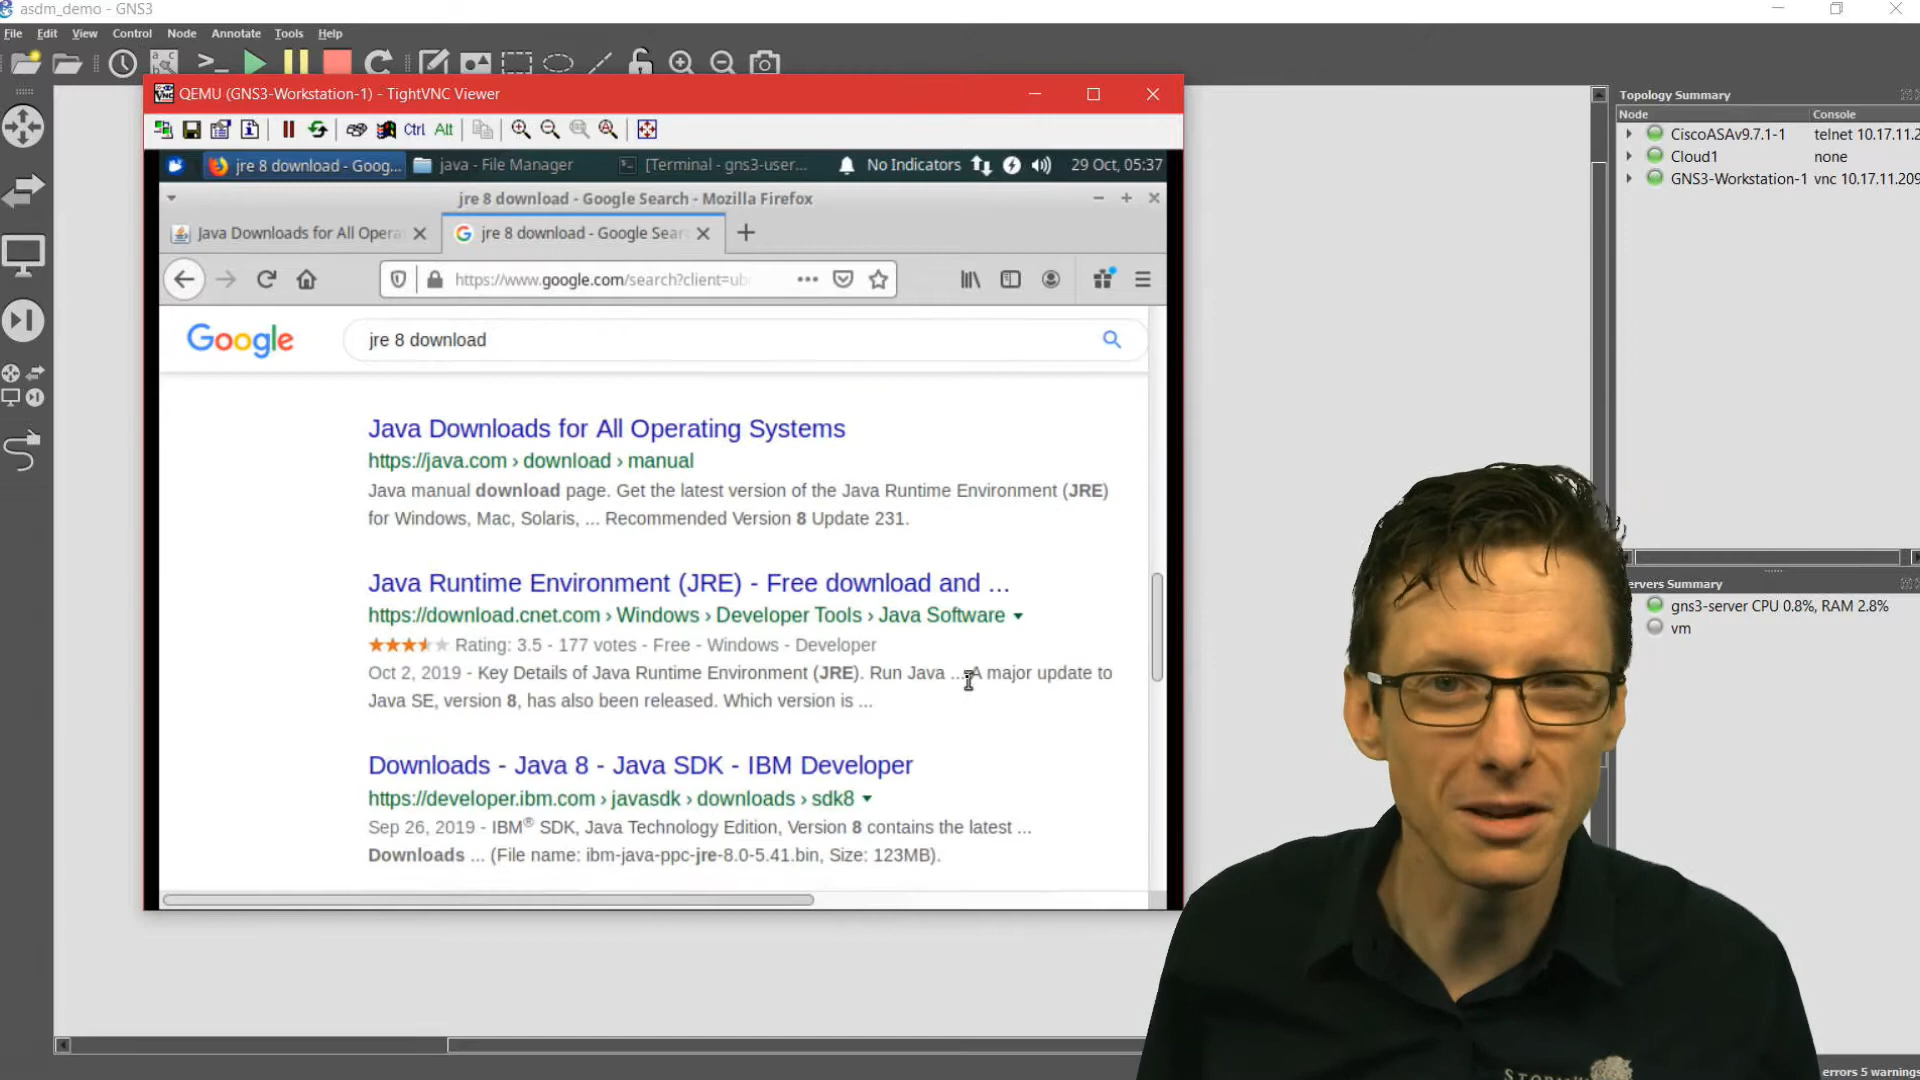 asdm_demo - GNS3
File Edit View Control Node Annotate Tools Help
QEMU (GNS3-Workstation-1) - TightVNC Viewer
Ctrl Alt
jre 8 download - Goog...
java - File Manager
[Terminal - gns3-user...
No Indicators
29 Oct, 05:37
jre 8 download - Google Search - Mozilla Firefox
Java Downloads for All Opera
jre 8 download - Google Sear
https://www.google.com/search?client=ub
Google
jre 8 download
Java Downloads for All Operating Systems
https://java.com › download › manual
Java manual download page. Get the latest version of the Java Runtime Environment (JRE)
for Windows, Mac, Solaris, ... Recommended Version 8 Update 231.
Java Runtime Environment (JRE) - Free download and ...
https://download.cnet.com › Windows › Developer Tools › Java Software
Rating: 3.5 - 177 votes - Free - Windows - Developer
Oct 2, 2019 - Key Details of Java Runtime Environment (JRE). Run Java ... A major update to
Java SE, version 8, has also been released. Which version is ...
Downloads - Java 8 - Java SDK - IBM Developer
https://developer.ibm.com › javasdk › downloads › sdk8
Sep 26, 2019 - IBM® SDK, Java Technology Edition, Version 8 contains the latest ...
Downloads ... (File name: ibm-java-ppc-jre-8.0-5.41.bin, Size: 123MB).
Topology Summary
Node Console
CiscoASAv9.7.1-1 telnet 10.17.11.2
Cloud1 none
GNS3-Workstation-1 vnc 10.17.11.209
ervers Summary
gns3-server CPU 0.8%, RAM 2.8%
vm
errors 5 warnings